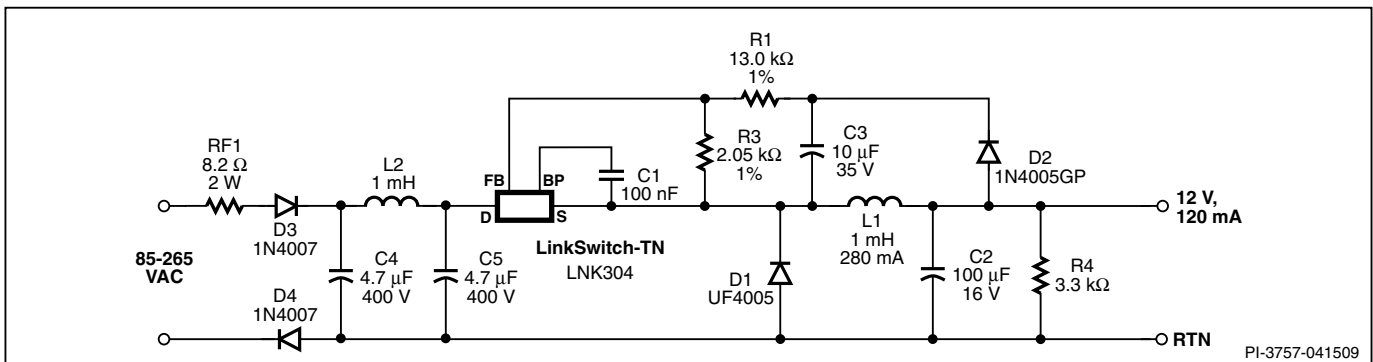 R1
13.0 kΩ
1%
RF1
8.2 Ω
2 W
D3
1N4007
L2
1 mH
FB
BP
D
S
C1
100 nF
R3
2.05 kΩ
1%
C3
10 µF
35 V
D2
1N4005GP
L1
1 mH
280 mA
12 V,
120 mA
85-265
VAC
C4
4.7 µF
400 V
C5
4.7 µF
400 V
LinkSwitch-TN
LNK304
D1
UF4005
C2
100 µF
16 V
R4
3.3 kΩ
D4
1N4007
RTN
PI-3757-041509